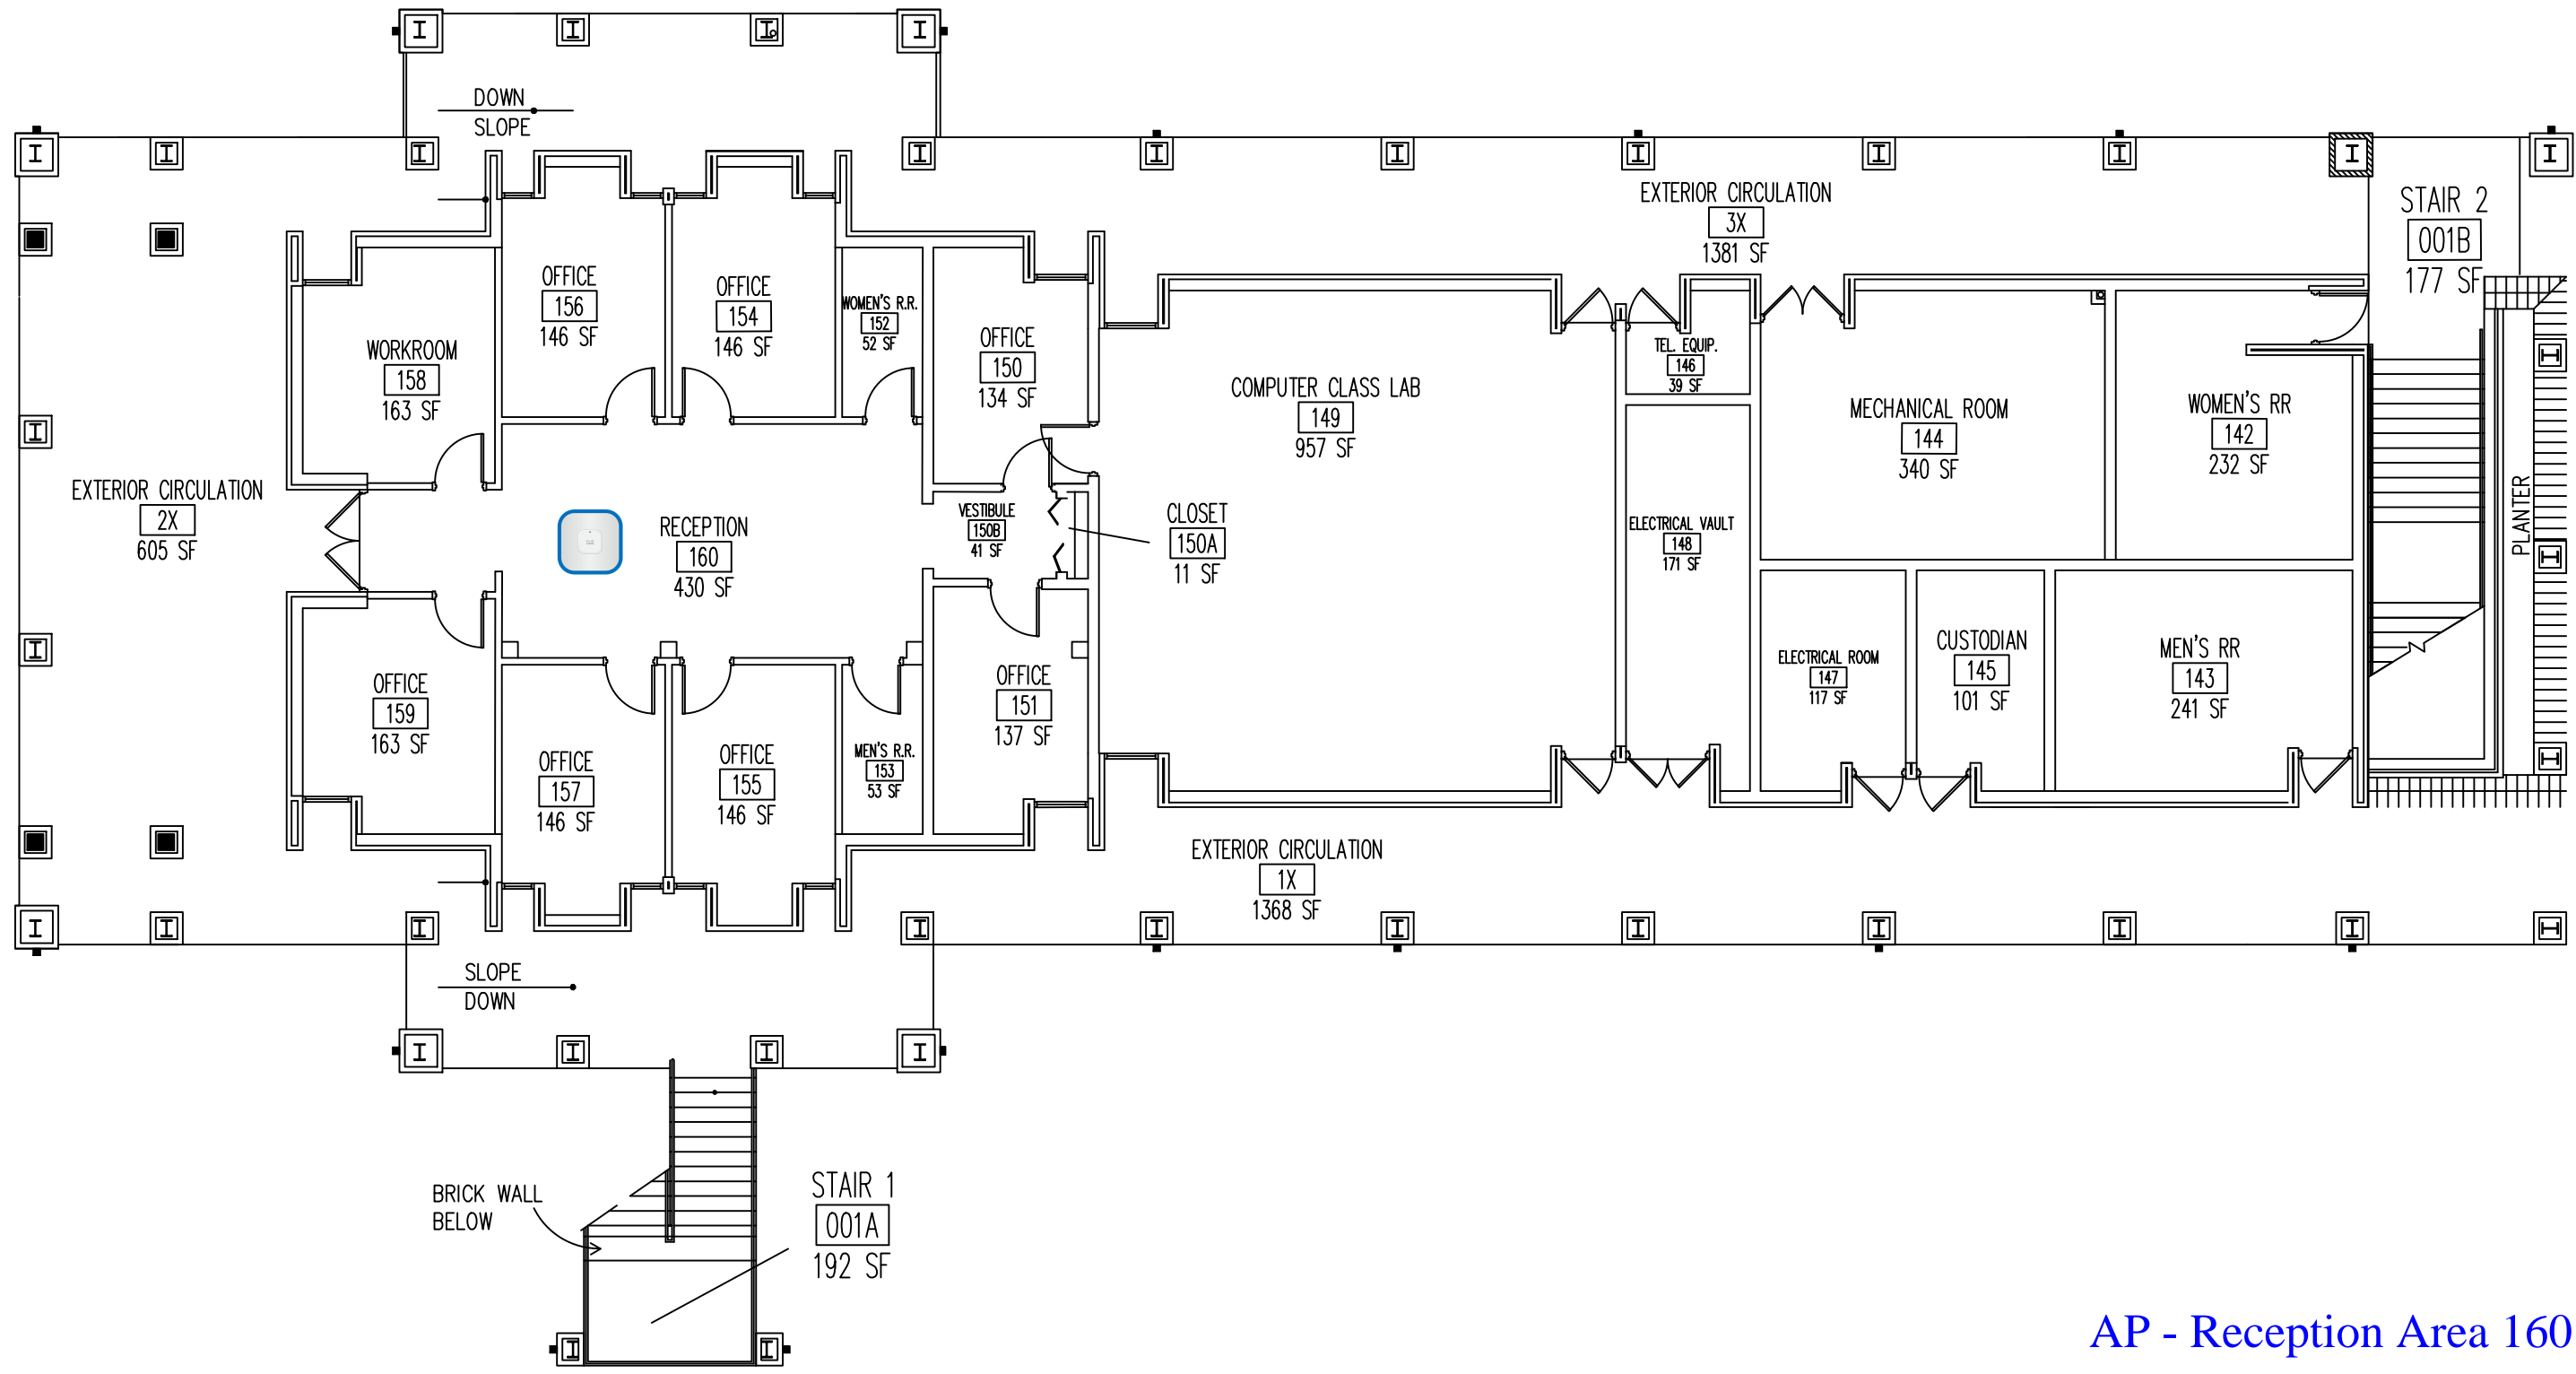 DOWN
SLOPE
EXTERIOR CIRCULATION
3X
1381 SF
STAIR 2
001B
177 SF
OFFICE
156
146 SF
OFFICE
154
146 SF
WOMEN'S R.R.
152
52 SF
OFFICE
150
134 SF
WORKROOM
158
163 SF
TEL. EQUIP.
146
39 SF
COMPUTER CLASS LAB
149
957 SF
MECHANICAL ROOM
144
340 SF
WOMEN'S RR
142
232 SF
EXTERIOR CIRCULATION
2X
605 SF
RECEPTION
160
430 SF
VESTIBULE
150B
41 SF
CLOSET
150A
11 SF
ELECTRICAL VAULT
148
171 SF
PLANTER
OFFICE
159
163 SF
OFFICE
157
146 SF
OFFICE
155
146 SF
MEN'S R.R.
153
53 SF
OFFICE
151
137 SF
ELECTRICAL ROOM
147
117 SF
CUSTODIAN
145
101 SF
MEN'S RR
143
241 SF
EXTERIOR CIRCULATION
1X
1368 SF
SLOPE
DOWN
BRICK WALL
BELOW
STAIR 1
001A
192 SF
AP - Reception Area 160